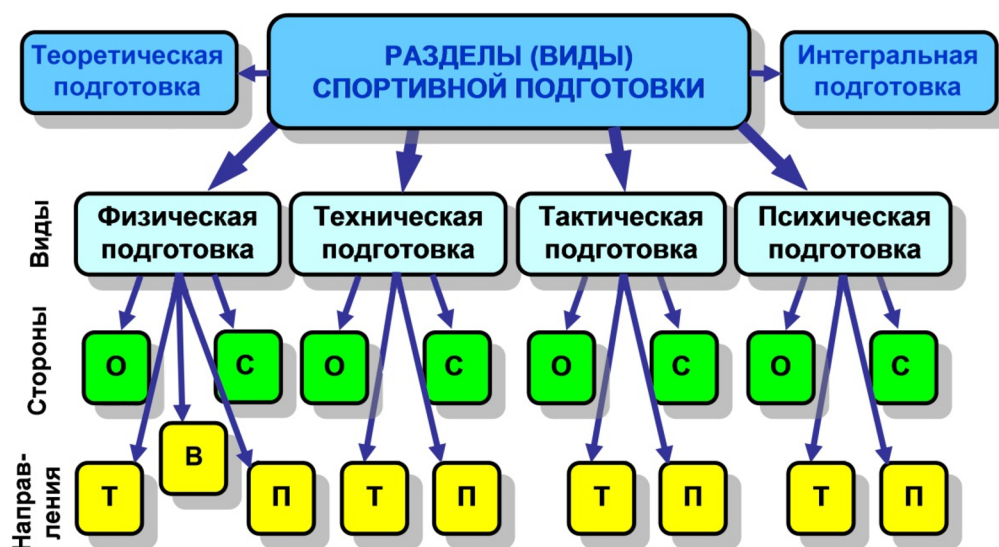 Теоретическая
подготовка
РАЗДЕЛЫ (ВИДЫ)
СПОРТИВНОЙ ПОДГОТОВКИ
Интегральная
подготовка
Виды
Физическая
подготовка
Техническая
подготовка
Тактическая
подготовка
Психическая
подготовка
Стороны
О
С
О
С
О
С
О
С
Направ-
ления
Т
В
П
Т
П
Т
П
Т
П